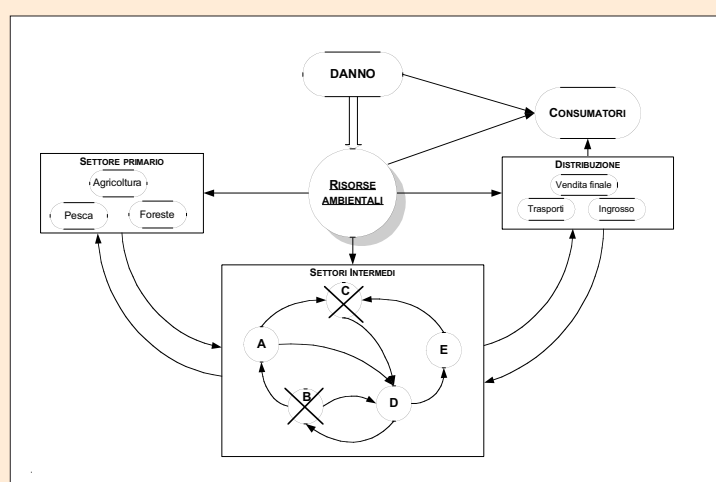 DANNO
CONSUMATORI
SETTORE PRIMARIO
Agricoltura
Pesca
Foreste
RISORSE
AMBIENTALI
DISTRIBUZIONE
Vendita finale
Trasporti
Ingrosso
SETTORI INTERMEDI
C
A
E
B
D